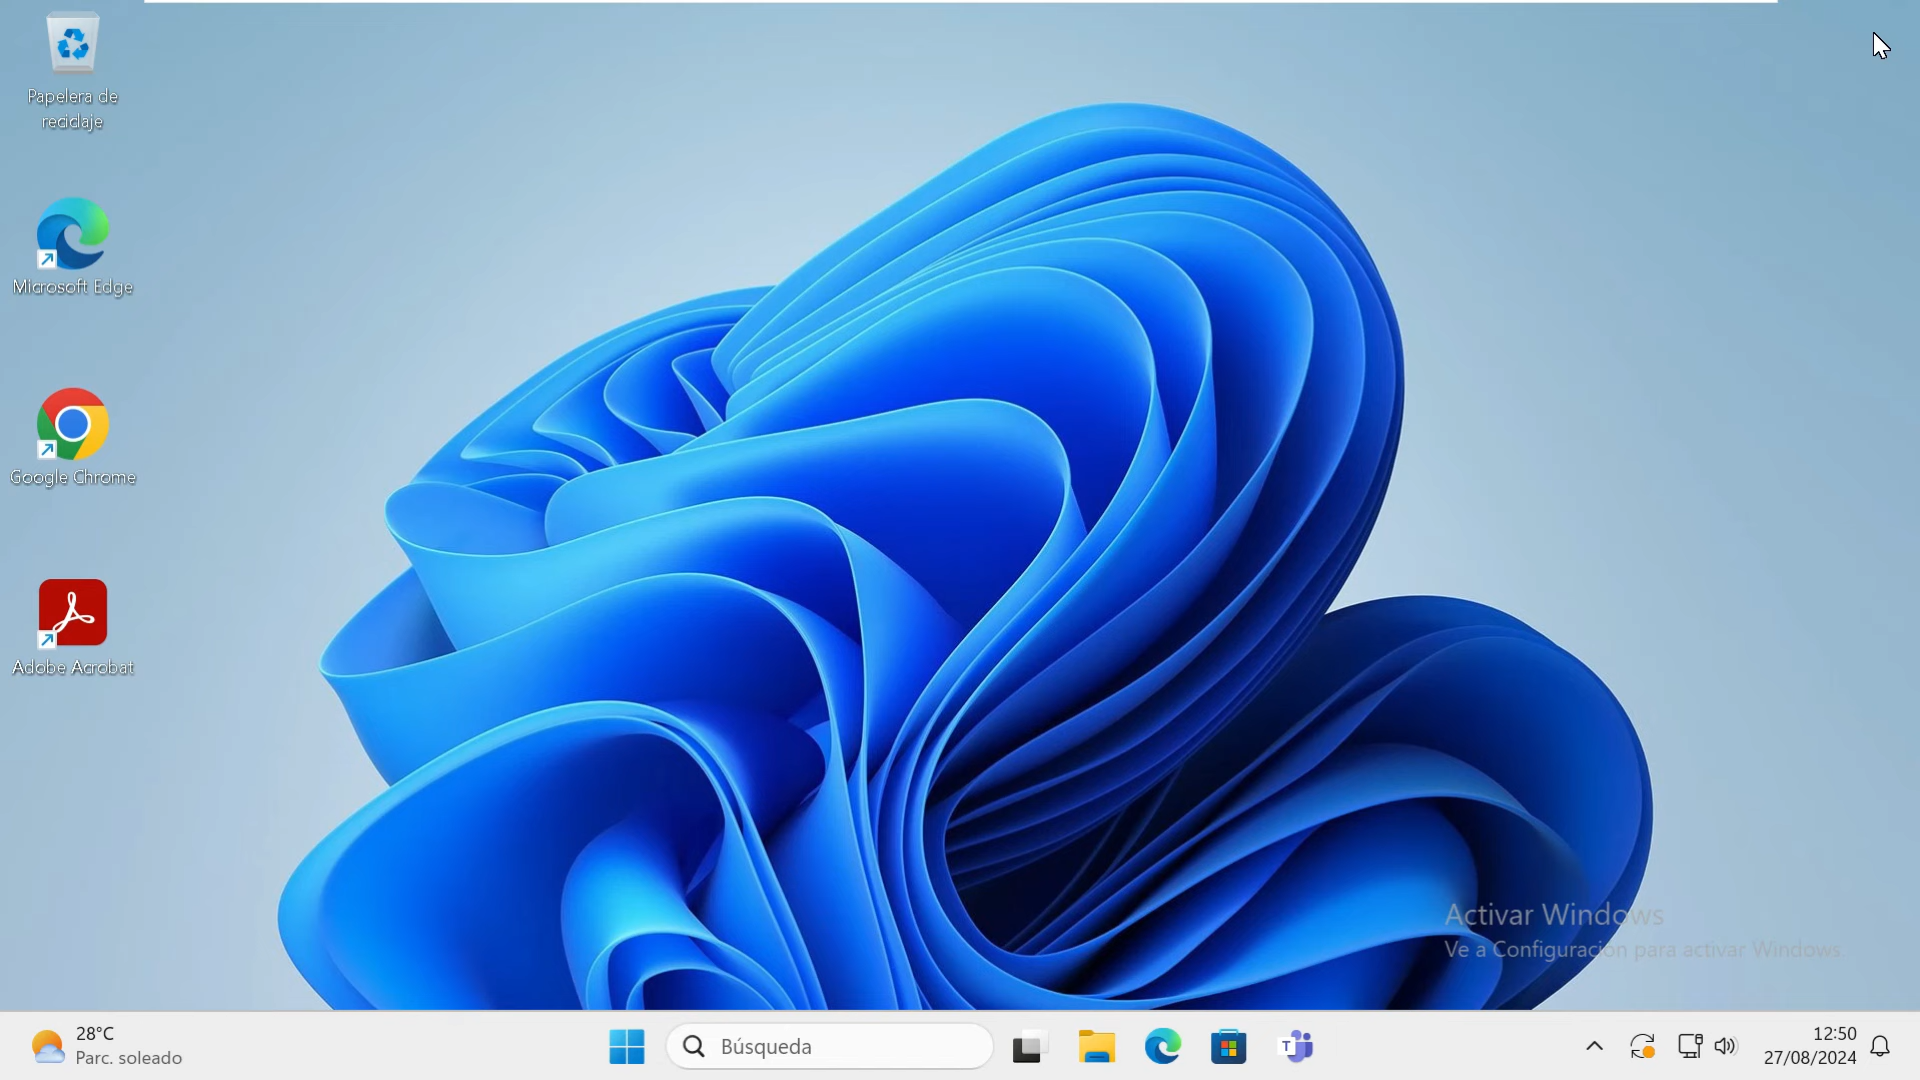 Papelera de
reciclaje
Microsoft Edge
Google Chrome
Adobe Acrobat
Activar Windows
Ve a Configuración para activar Windows.
28°C
Parc. soleado
Búsqueda
T
12:50
27/08/2024